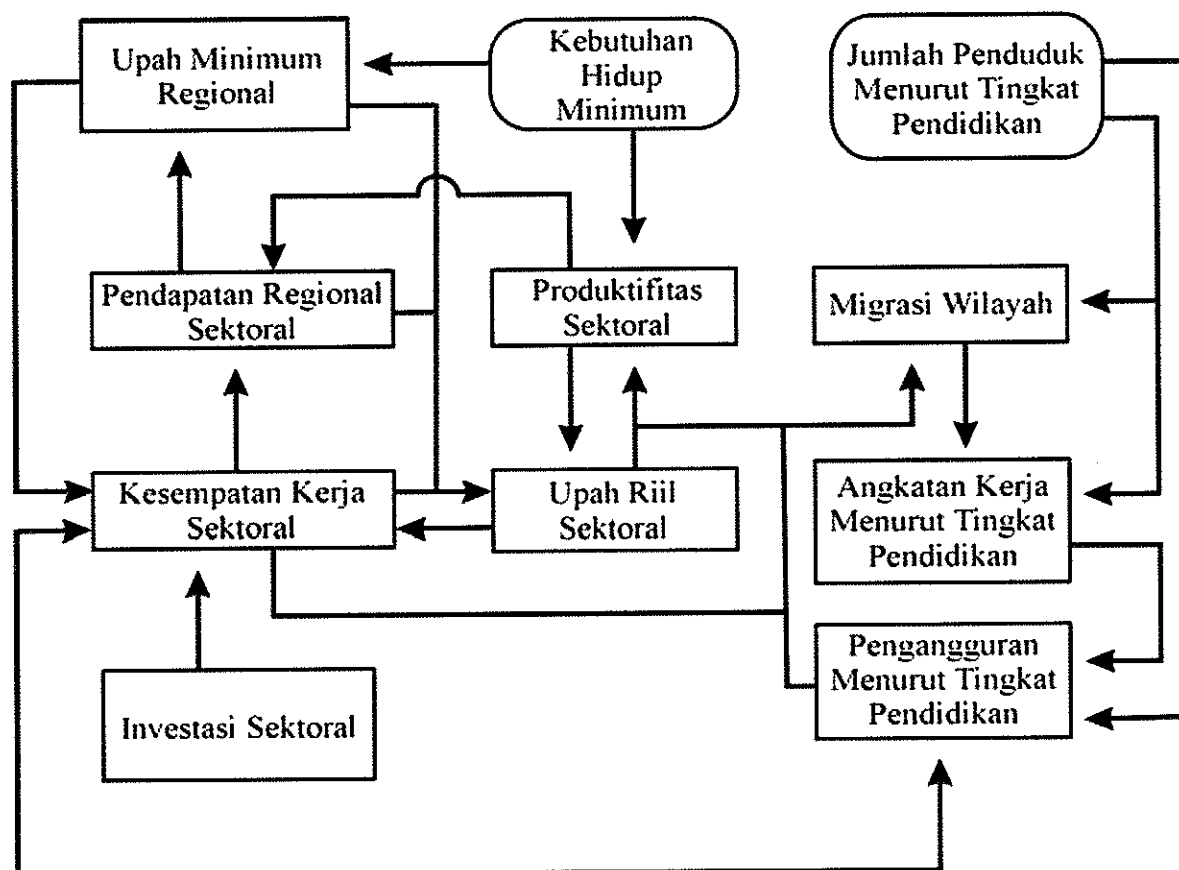 Upah Minimum
Regional
Kebutuhan
Hidup
Minimum
Jumlah Penduduk
Menurut Tingkat
Pendidikan
Pendapatan Regional
Sektoral
Produktifitas
Sektoral
Migrasi Wilayah
Kesempatan Kerja
Sektoral
Upah Riil
Sektoral
Angkatan Kerja
Menurut Tingkat
Pendidikan
Investasi Sektoral
Pengangguran
Menurut Tingkat
Pendidikan